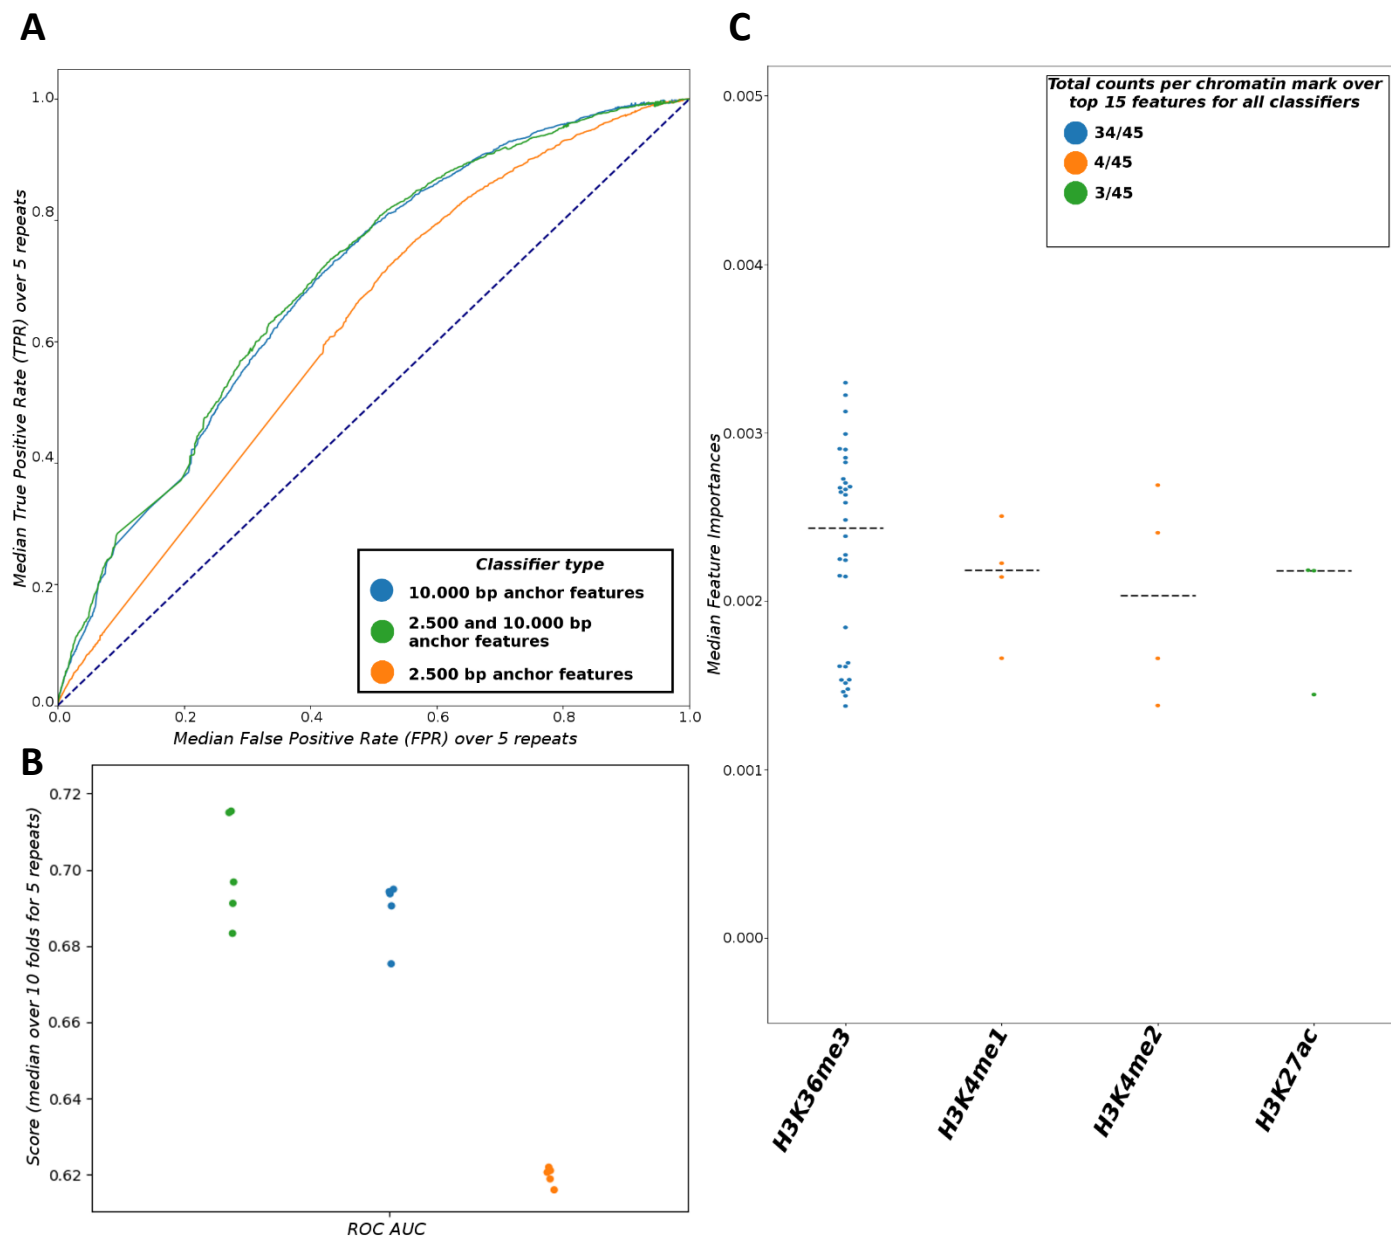 A
Median True Positive Rate (TPR) over 5 repeats
1.0
0.8
0.6
0.4
0.2
0.0
0.0 0.2 0.4 0.6 0.8 1.0
Median False Positive Rate (FPR) over 5 repeats
Classifier type
10.000 bp anchor features
2.500 and 10.000 bp
anchor features
2.500 bp anchor features
B
Score (median over 10 folds for 5 repeats)
0.72
0.70
0.68
0.66
0.64
0.62
ROC AUC
C
Median Feature Importances
0.005
0.004
0.003
0.002
0.001
0.000
Total counts per chromatin mark over
top 15 features for all classifiers
34/45
4/45
3/45
H3K36me3
H3K4me1
H3K4me2
H3K27ac